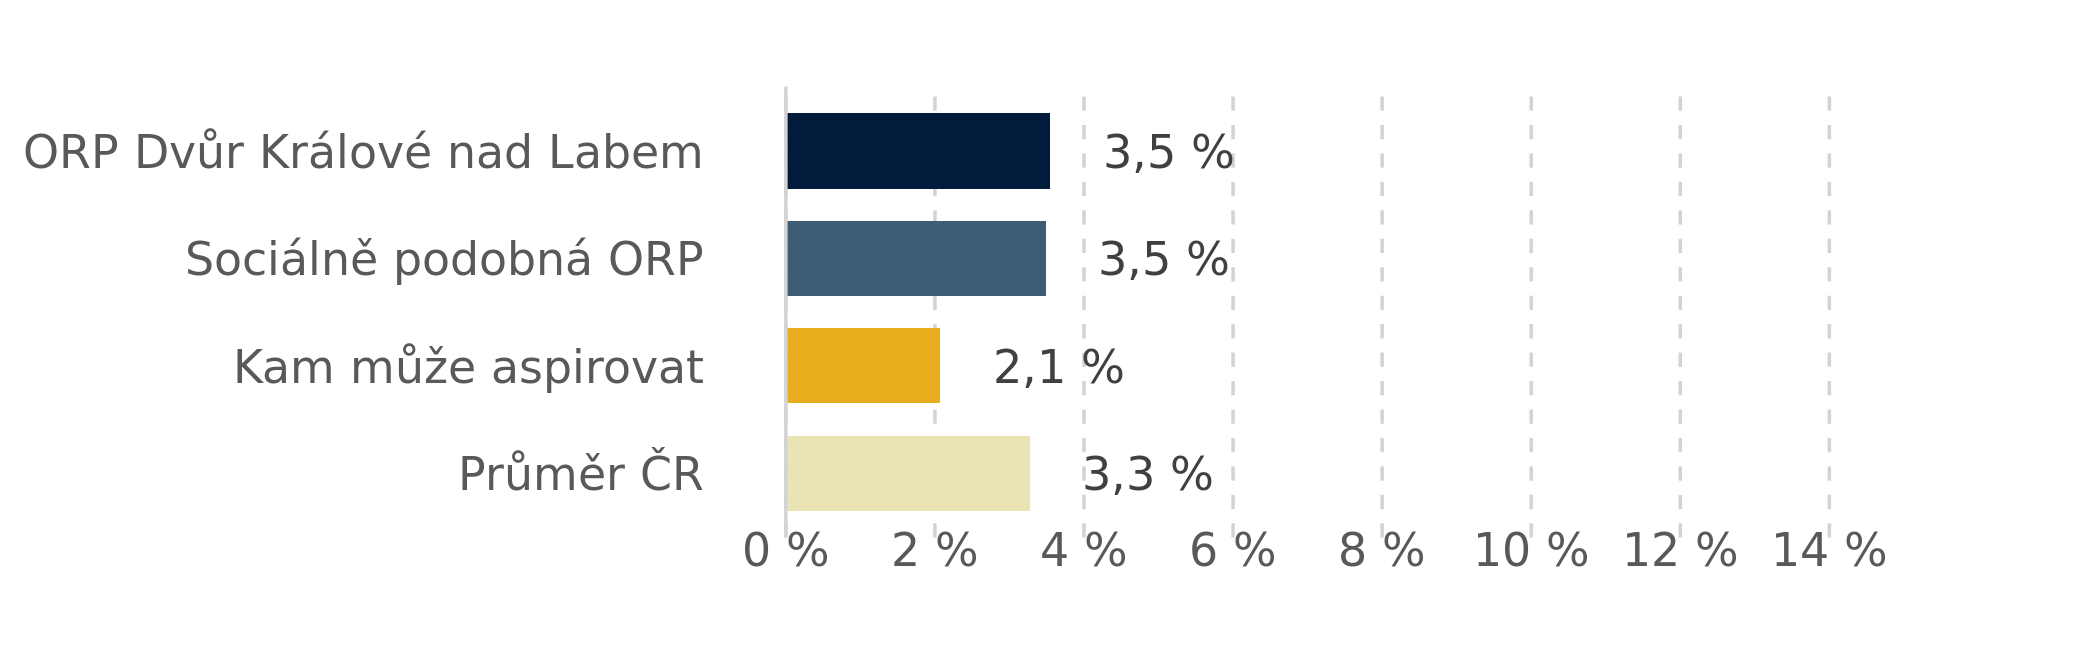 ORP Dvůr Králové nad Labem 3,5 %
Sociálně podobná ORP 3,5 %
Kam může aspirovat 2,1 %
Průměr ČR 3,3 %
0 % 2 % 4 % 6 % 8 % 10 % 12 % 14 %